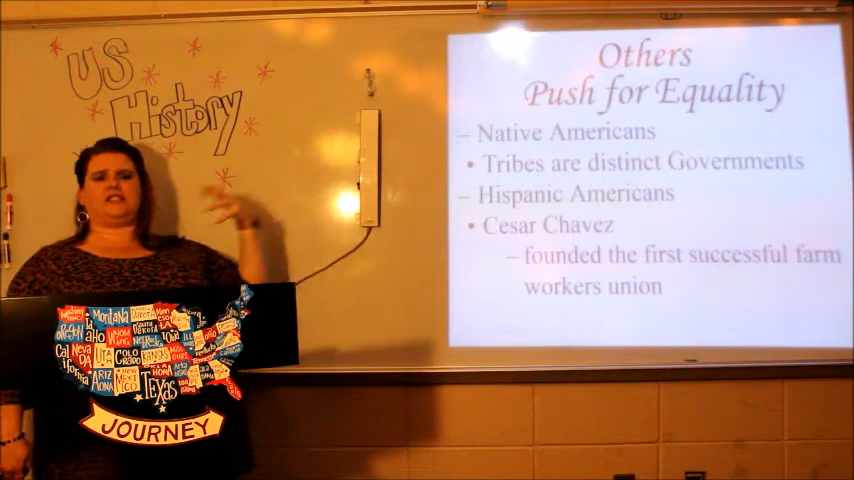 US
History
Others
Push for Equality
– Native Americans
• Tribes are distinct Governments
– Hispanic Americans
• Cesar Chavez
– founded the first successful farm
workers union
Montana
OREGON
IdaHO
WYOMING
NevaDA
UTAH
COLORADO
KANSAS
California
ARIZONA
NEW MEXICO
TEXAS
JOURNEY